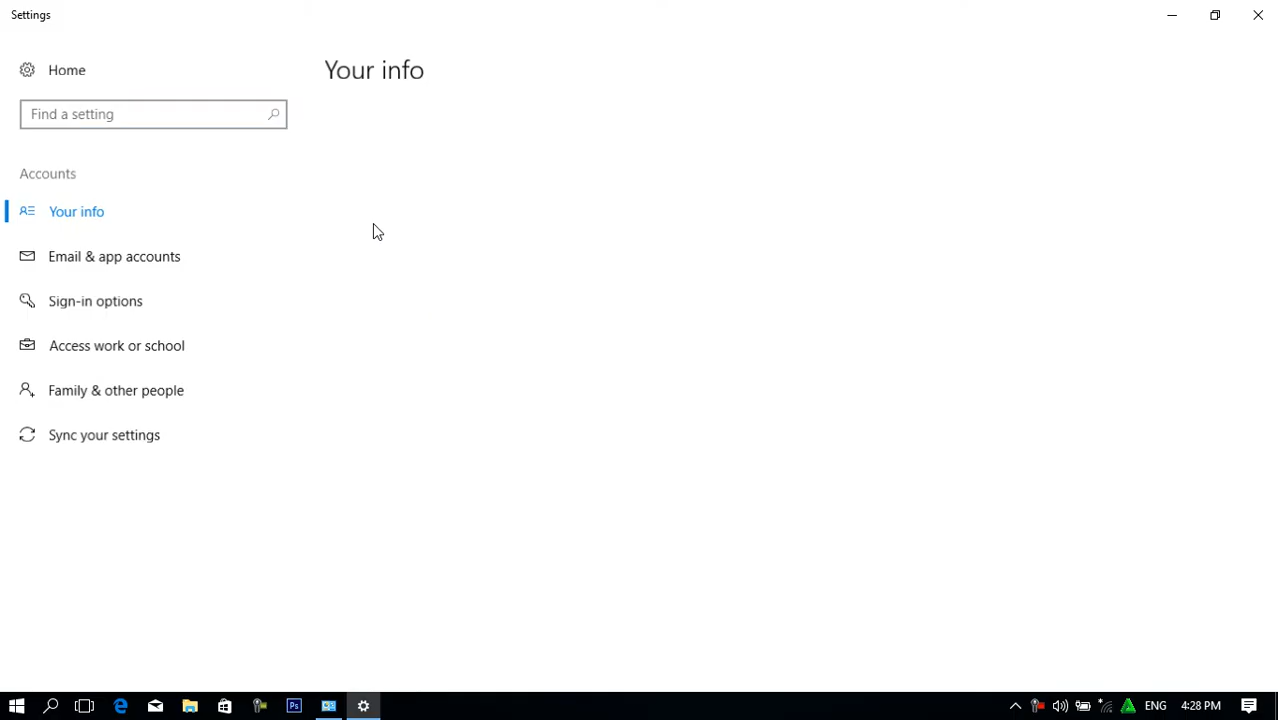 Settings
Home
Your info
Find a setting
Accounts
Your info
Email & app accounts
Sign-in options
Access work or school
Family & other people
Sync your settings
Ps
ENG
4:28 PM